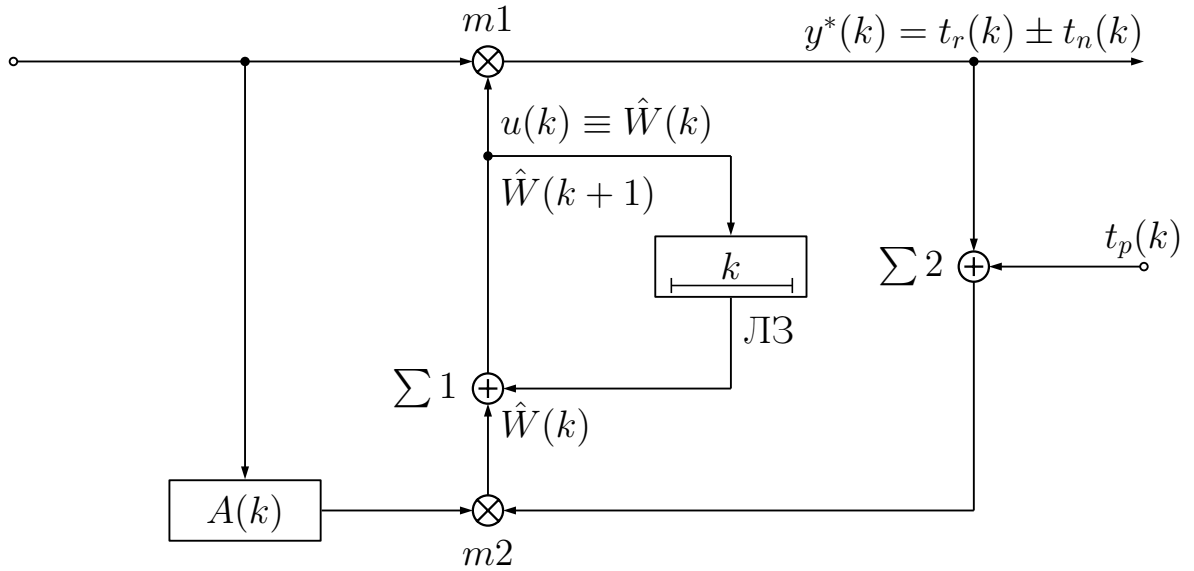 m1
y*(k) = t_r(k) ± t_n(k)
u(k) ≡ Ŵ(k)
Ŵ(k + 1)
t_p(k)
k
∑ 2
ЛЗ
∑ 1
Ŵ(k)
A(k)
m2